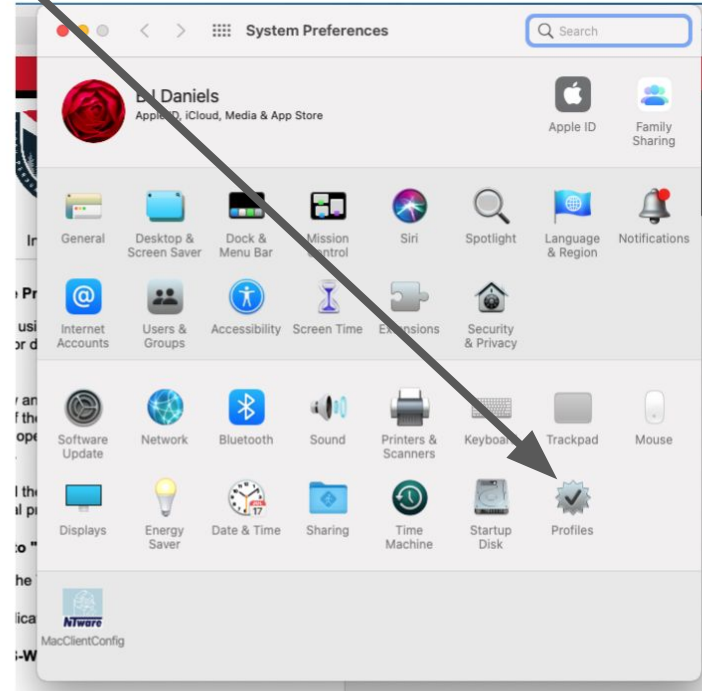 System Preferences
Search
Daniels
Apple ID, iCloud, Media & App Store
Apple ID
Family
Sharing
General
Desktop &
Screen Saver
Dock &
Menu Bar
Mission
Control
Siri
Spotlight
Language
& Region
Notifications
Internet
Accounts
Users &
Groups
Accessibility
Screen Time
Extensions
Security
& Privacy
17
Software
Update
Network
Bluetooth
Sound
Printers &
Scanners
Keyboard
Trackpad
Mouse
Displays
Energy
Saver
Date & Time
Sharing
Time
Machine
Startup
Disk
Profiles
NTware
MacClientConfig